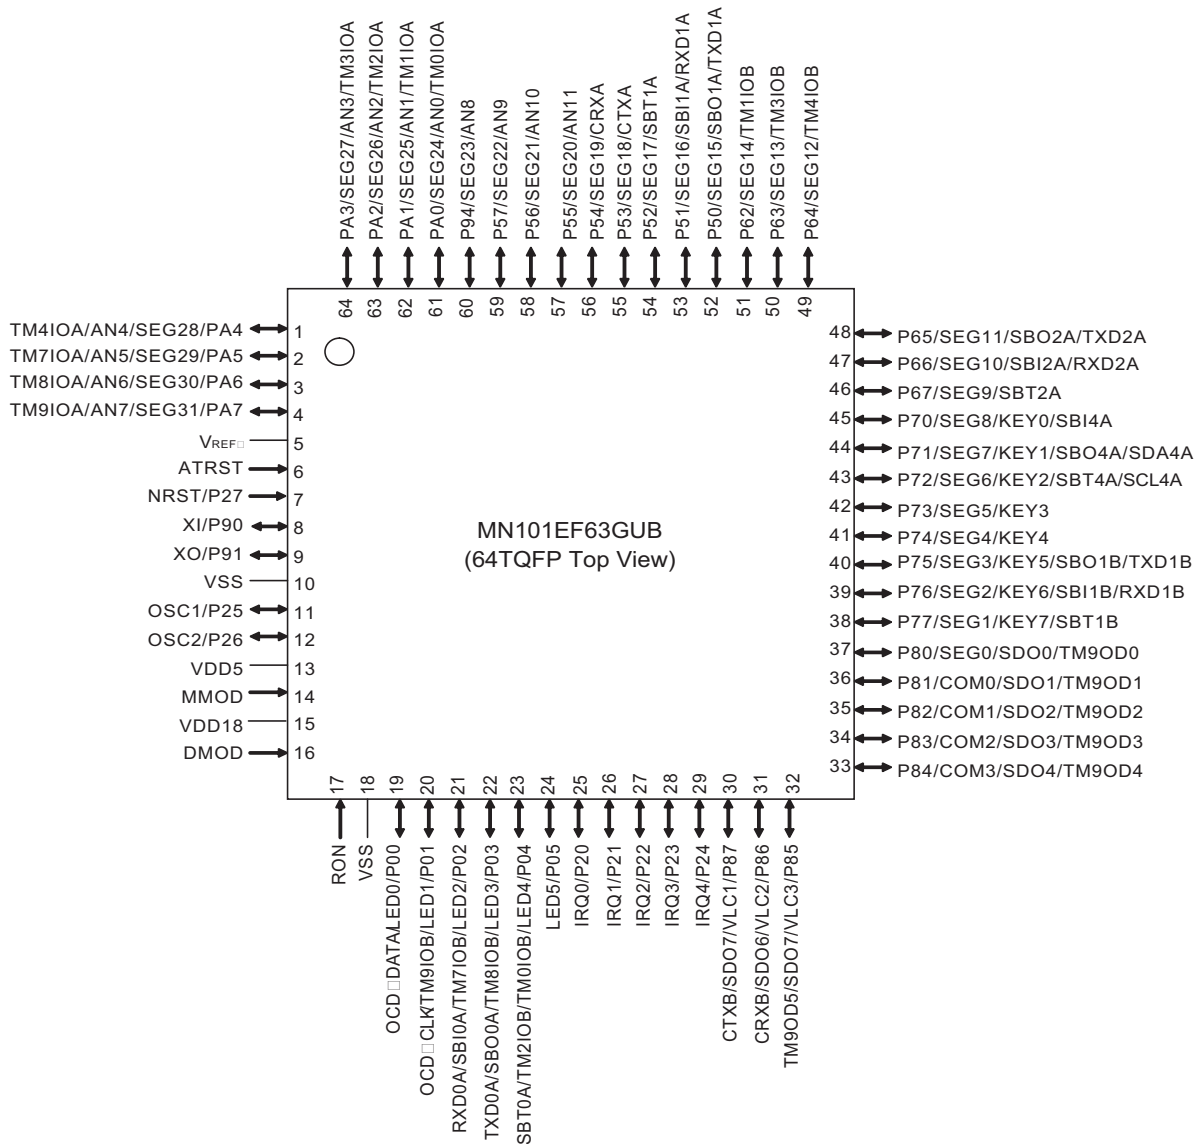 PA3/SEG27/AN3/TM3IOA
PA2/SEG26/AN2/TM2IOA
PA1/SEG25/AN1/TM1IOA
PA0/SEG24/AN0/TM0IOA
P94/SEG23/AN8
P57/SEG22/AN9
P56/SEG21/AN10
P55/SEG20/AN11
P54/SEG19/CRXA
P53/SEG18/CTXA
P52/SEG17/SBT1A
P51/SEG16/SBI1A/RXD1A
P50/SEG15/SBO1A/TXD1A
P62/SEG14/TM1IOB
P63/SEG13/TM3IOB
P64/SEG12/TM4IOB
64 63 62 61 60 59 58 57 56 55 54 53 52 51 50 49
TM4IOA/AN4/SEG28/PA4 1
TM7IOA/AN5/SEG29/PA5 2
TM8IOA/AN6/SEG30/PA6 3
TM9IOA/AN7/SEG31/PA7 4
VREF□ 5
ATRST 6
NRST/P27 7
XI/P90 8
XO/P91 9
VSS 10
OSC1/P25 11
OSC2/P26 12
VDD5 13
MMOD 14
VDD18 15
DMOD 16
MN101EF63GUB
(64TQFP Top View)
48 P65/SEG11/SBO2A/TXD2A
47 P66/SEG10/SBI2A/RXD2A
46 P67/SEG9/SBT2A
45 P70/SEG8/KEY0/SBI4A
44 P71/SEG7/KEY1/SBO4A/SDA4A
43 P72/SEG6/KEY2/SBT4A/SCL4A
42 P73/SEG5/KEY3
41 P74/SEG4/KEY4
40 P75/SEG3/KEY5/SBO1B/TXD1B
39 P76/SEG2/KEY6/SBI1B/RXD1B
38 P77/SEG1/KEY7/SBT1B
37 P80/SEG0/SDO0/TM9OD0
36 P81/COM0/SDO1/TM9OD1
35 P82/COM1/SDO2/TM9OD2
34 P83/COM2/SDO3/TM9OD3
33 P84/COM3/SDO4/TM9OD4
17 18 19 20 21 22 23 24 25 26 27 28 29 30 31 32
RON
VSS
OCD□DATA/LED0/P00
OCD□CLK/TM9IOB/LED1/P01
RXD0A/SBI0A/TM7IOB/LED2/P02
TXD0A/SBO0A/TM8IOB/LED3/P03
SBT0A/TM2IOB/TM0IOB/LED4/P04
LED5/P05
IRQ0/P20
IRQ1/P21
IRQ2/P22
IRQ3/P23
IRQ4/P24
CTXB/SDO7/VLC1/P87
CRXB/SDO6/VLC2/P86
TM9OD5/SDO7/VLC3/P85